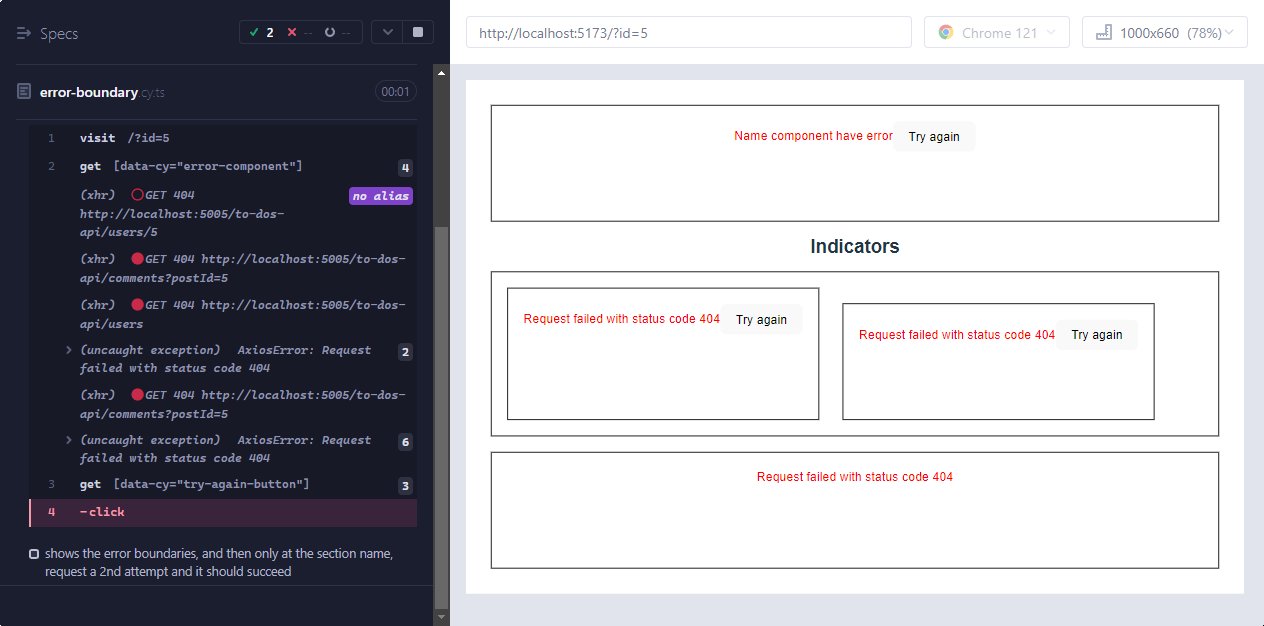 Specs
2
--
--
http://localhost:5173/?id=5
Chrome 121
1000x660 (78%)
error-boundary.cy.ts
00:01
1 visit /?id=5
2 get [data-cy="error-component"] 4
(xhr) GET 404 no alias
http://localhost:5005/to-dos-
api/users/5
(xhr) GET 404 http://localhost:5005/to-dos-
api/comments?postId=5
(xhr) GET 404 http://localhost:5005/to-dos-
api/users
(uncaught exception) AxiosError: Request 2
failed with status code 404
(xhr) GET 404 http://localhost:5005/to-dos-
api/comments?postId=5
(uncaught exception) AxiosError: Request 6
failed with status code 404
3 get [data-cy="try-again-button"] 3
4 -click
shows the error boundaries, and then only at the section name,
request a 2nd attempt and it should succeed
Name component have error Try again
Indicators
Request failed with status code 404 Try again
Request failed with status code 404 Try again
Request failed with status code 404